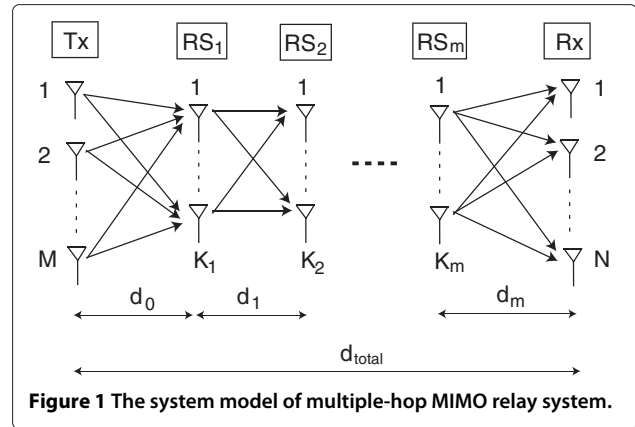 Tx RS₁ RS₂ RSₘ Rx
1 1 1 1 1
2 2
M K₁ K₂ Kₘ N
d₀ d₁ dₘ
d_total
Figure 1 The system model of multiple-hop MIMO relay system.